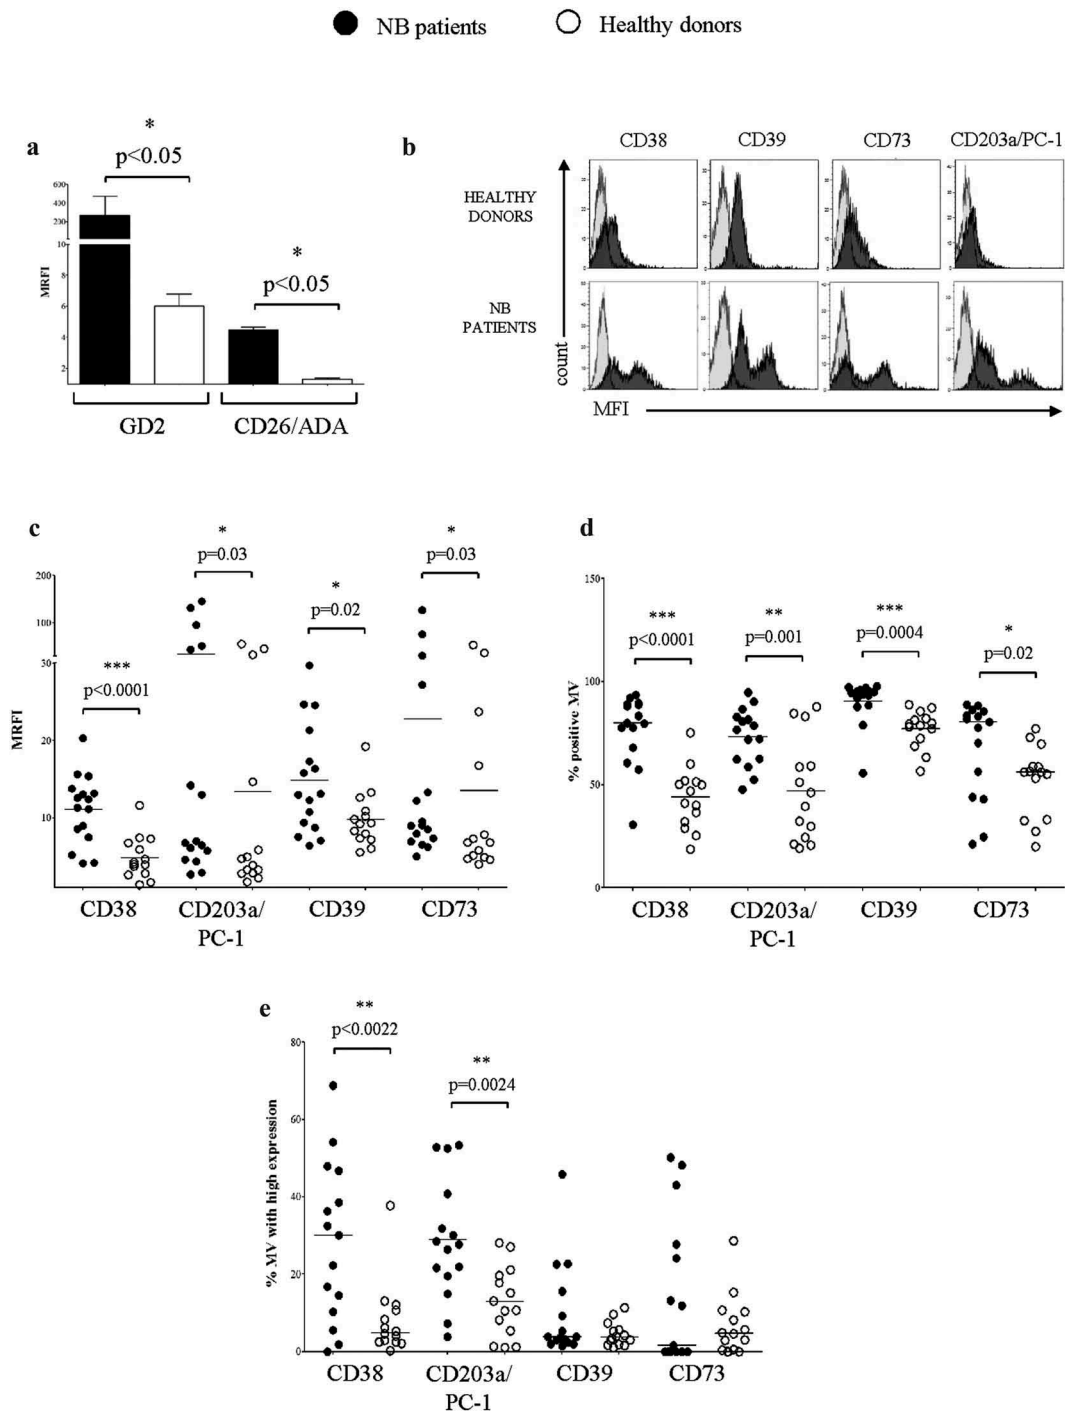 NB patients
Healthy donors
a
*
p<0.05
*
p<0.05
MRFI
600
400
200
10
6
4
2
GD2
CD26/ADA
b
CD38
CD39
CD73
CD203a/PC-1
HEALTHY
DONORS
NB
PATIENTS
count
MFI
c
*
p=0.03
*
p=0.03
*
p=0.02
***
p<0.0001
MRFI
200
100
30
20
10
CD38
CD203a/
PC-1
CD39
CD73
d
150
100
50
0
% positive MV
***
p<0.0001
**
p=0.001
***
p=0.0004
*
p=0.02
CD38
CD203a/
PC-1
CD39
CD73
e
**
p<0.0022
**
p=0.0024
% MV with high expression
80
60
40
20
0
CD38
CD203a/
PC-1
CD39
CD73